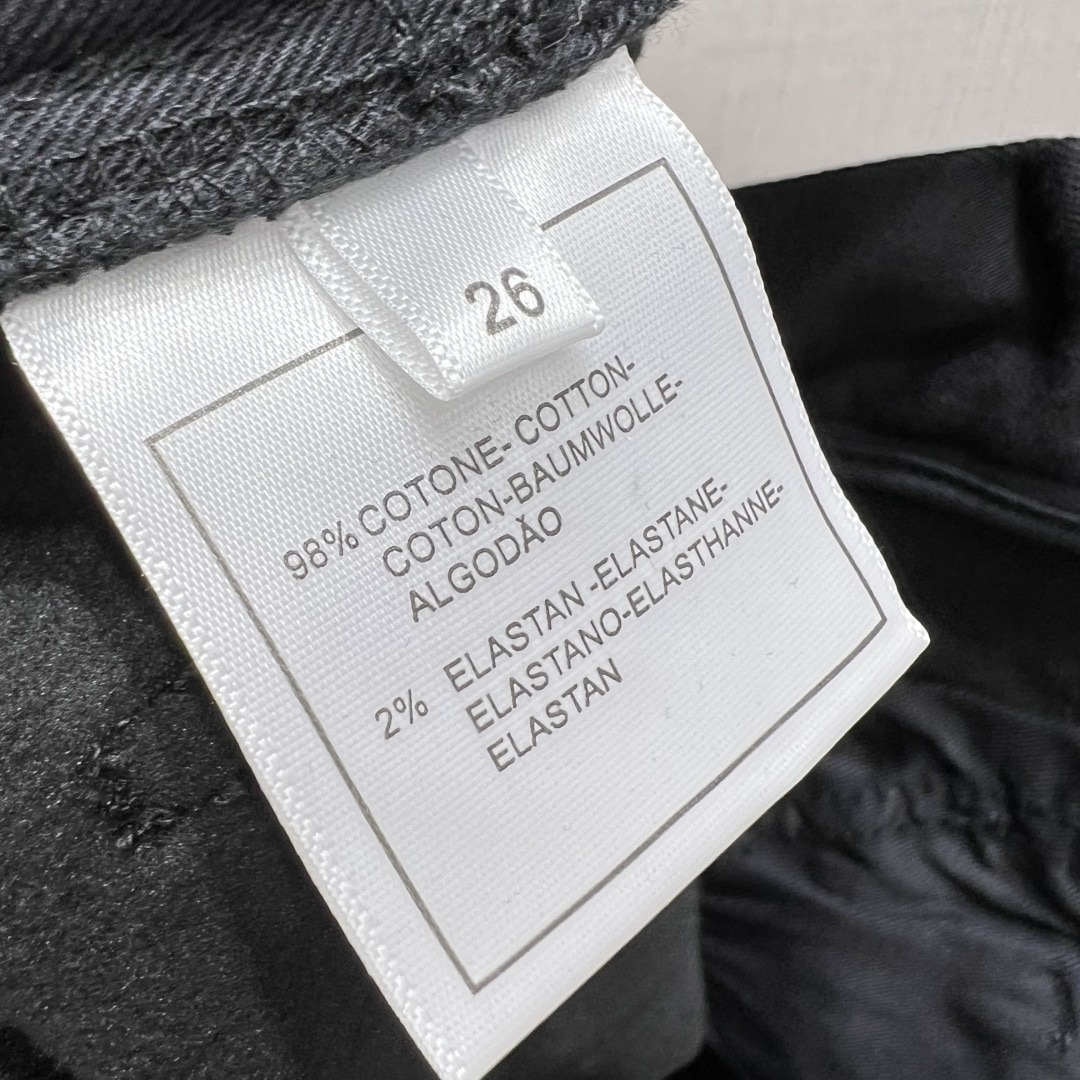 26
98% COTONE- COTTON-
COTON-BAUMWOLLE-
ALGODÃO
2% ELASTAN -ELASTANE-
ELASTANO-ELASTHANNE-
ELASTAN